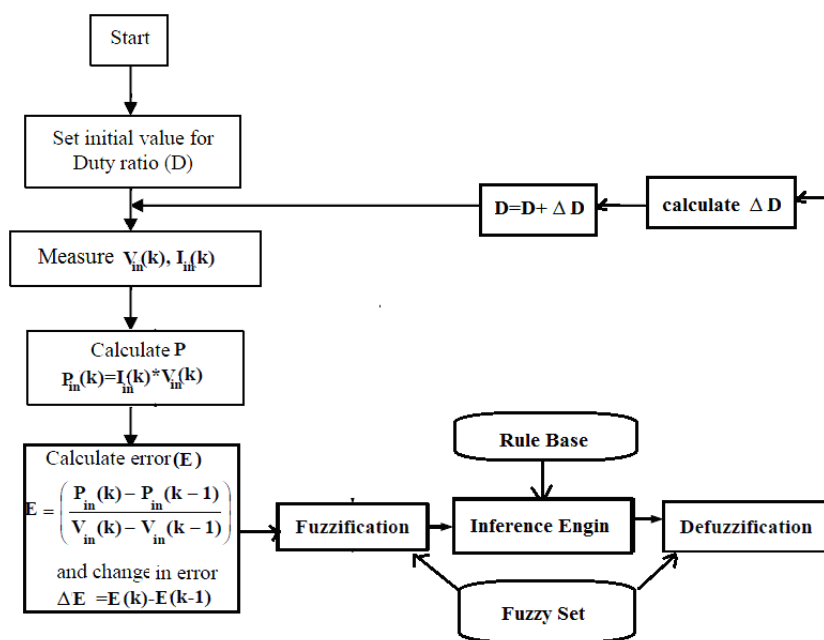 Start
Set initial value for
Duty ratio (D)
D=D+ Δ D
calculate Δ D
Measure V_in(k), I_in(k)
Calculate P
P_in(k)=I_in(k)*V_in(k)
Calculate error(E)
E = ( P_in(k) − P_in(k − 1) / V_in(k) − V_in(k − 1) )
and change in error
ΔE =E(k)-E(k-1)
Rule Base
Fuzzification
Inference Engin
Defuzzification
Fuzzy Set